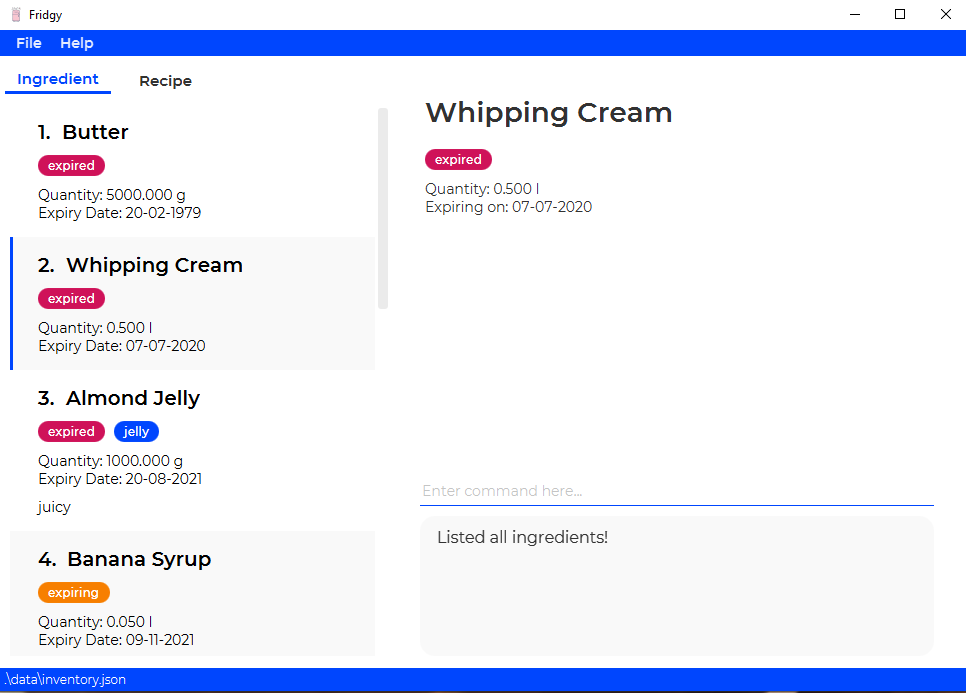 Fridgy
File Help
Ingredient Recipe
1. Butter
expired
Quantity: 5000.000 g
Expiry Date: 20-02-1979
2. Whipping Cream
expired
Quantity: 0.500 l
Expiry Date: 07-07-2020
3. Almond Jelly
expired jelly
Quantity: 1000.000 g
Expiry Date: 20-08-2021
juicy
4. Banana Syrup
expiring
Quantity: 0.050 l
Expiry Date: 09-11-2021
Whipping Cream
expired
Quantity: 0.500 l
Expiring on: 07-07-2020
Enter command here...
Listed all ingredients!
.\data\inventory.json